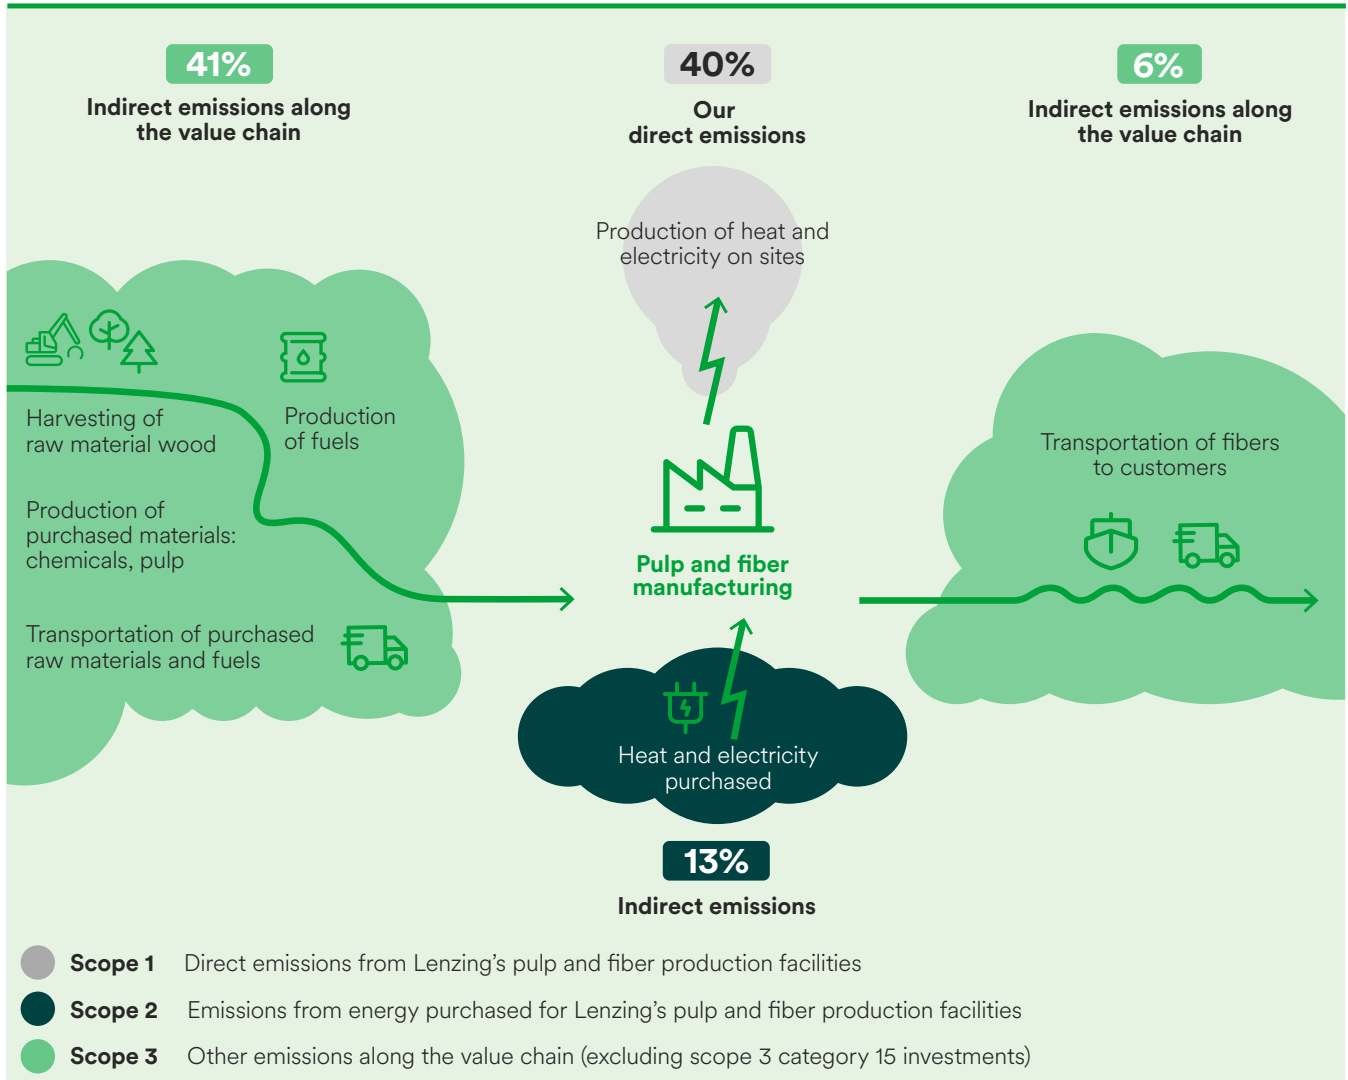 41%
Indirect emissions along
the value chain
40%
Our
direct emissions
6%
Indirect emissions along
the value chain
Production of heat and
electricity on sites
Harvesting of
raw material wood
Production
of fuels
Production of
purchased materials:
chemicals, pulp
Transportation of purchased
raw materials and fuels
Pulp and fiber
manufacturing
Transportation of fibers
to customers
Heat and electricity
purchased
13%
Indirect emissions
Scope 1 Direct emissions from Lenzing’s pulp and fiber production facilities
Scope 2 Emissions from energy purchased for Lenzing’s pulp and fiber production facilities
Scope 3 Other emissions along the value chain (excluding scope 3 category 15 investments)